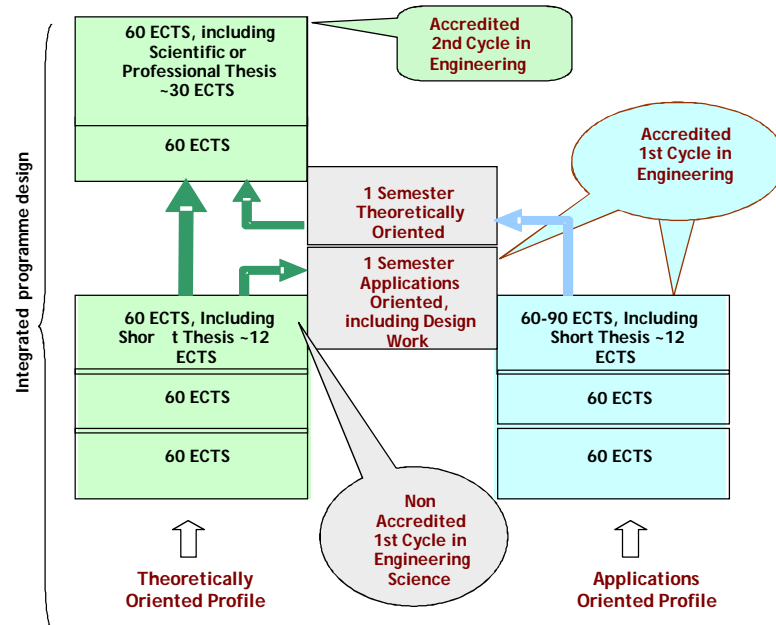 60 ECTS, including
Scientific or
Professional Thesis
~30 ECTS
60 ECTS
Accredited
2nd Cycle in
Engineering
Accredited
1st Cycle in
Engineering
1 Semester
Theoretically
Oriented
1 Semester
Applications
Oriented,
including Design
Work
Integrated programme design
60 ECTS, Including
Shor t Thesis ~12
ECTS
60 ECTS
60 ECTS
60-90 ECTS, Including
Short Thesis ~12
ECTS
60 ECTS
60 ECTS
Non
Accredited
1st Cycle in
Engineering
Science
Theoretically
Oriented Profile
Applications
Oriented Profile